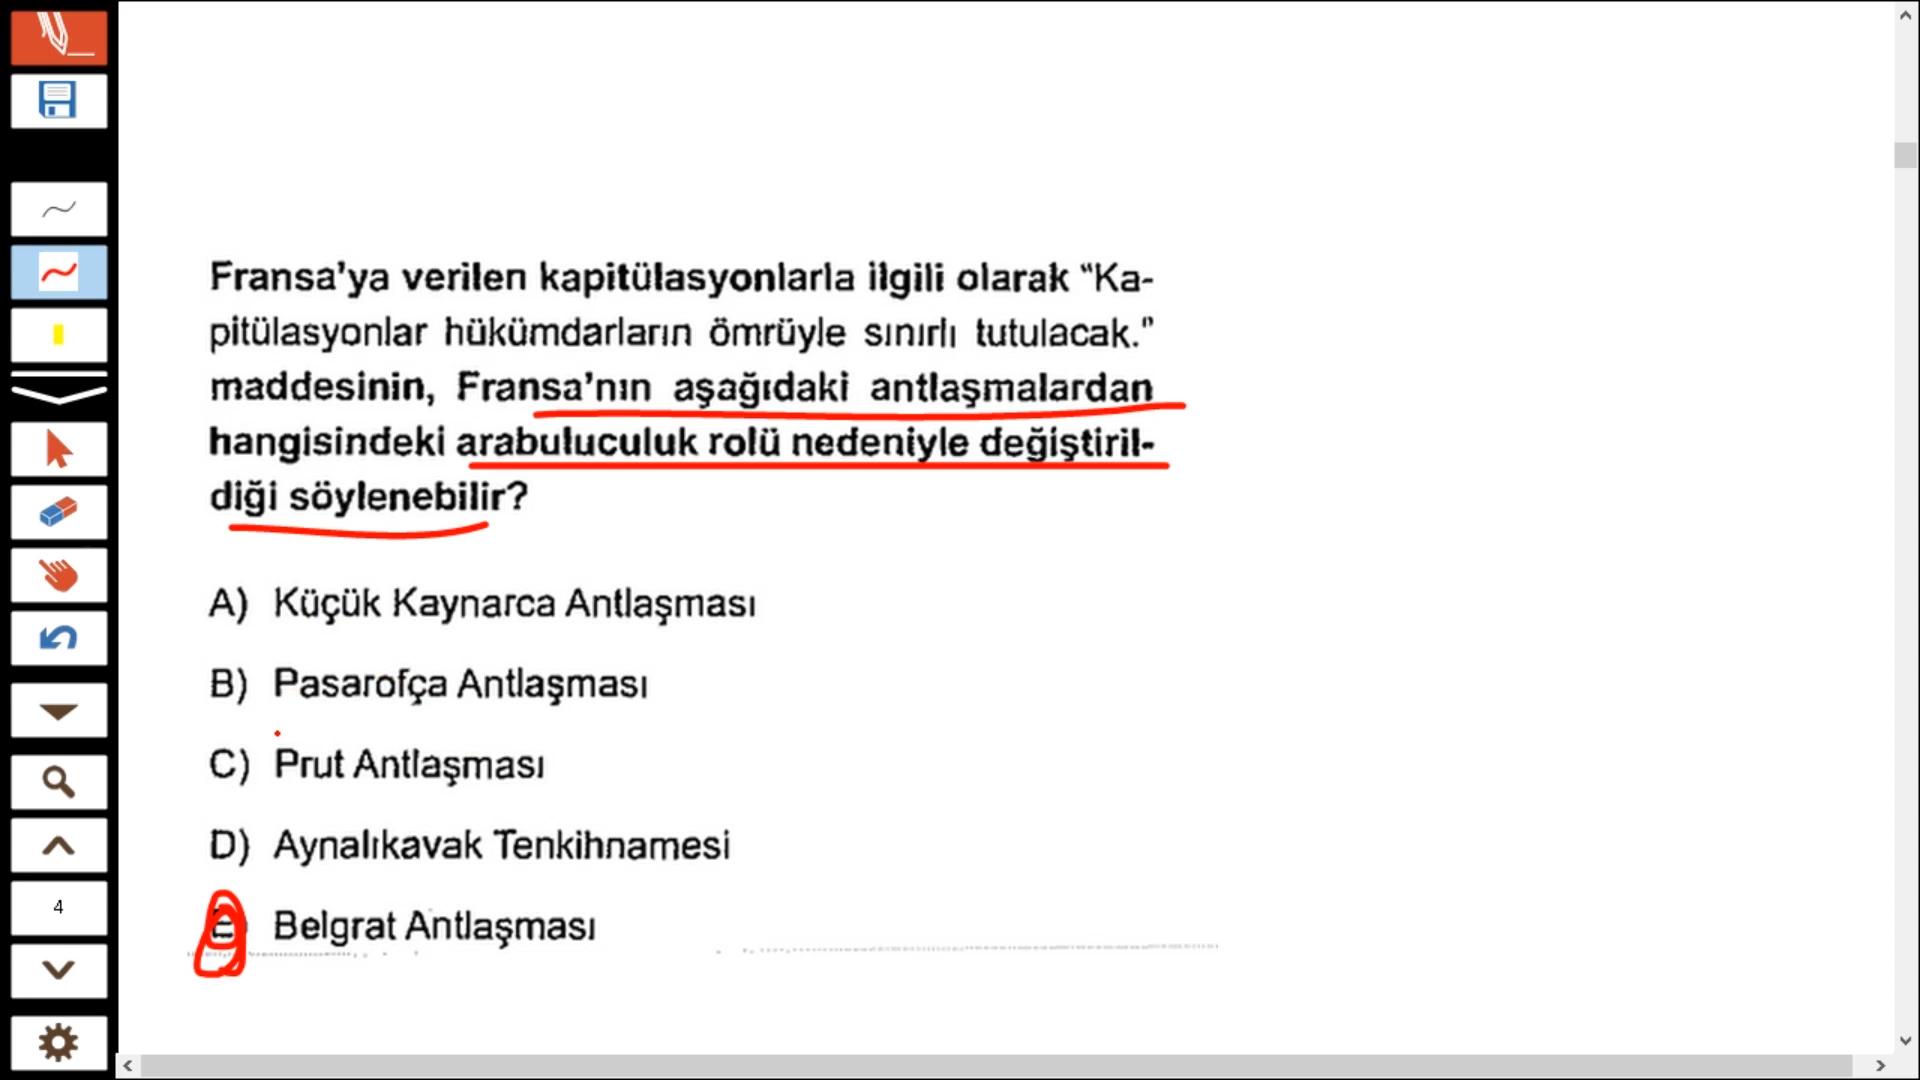 Fransa'ya verilen kapitülasyonlarla ilgili olarak "Ka-
pitülasyonlar hükümdarların ömrüyle sınırlı tutulacak."
maddesinin, Fransa'nın aşağıdaki antlaşmalardan
hangisindeki arabuluculuk rolü nedeniyle değiştiril-
diği söylenebilir?
A) Küçük Kaynarca Antlaşması
B) Pasarofça Antlaşması
C) Prut Antlaşması
D) Aynalıkavak Tenkihnamesi
E) Belgrat Antlaşması
4